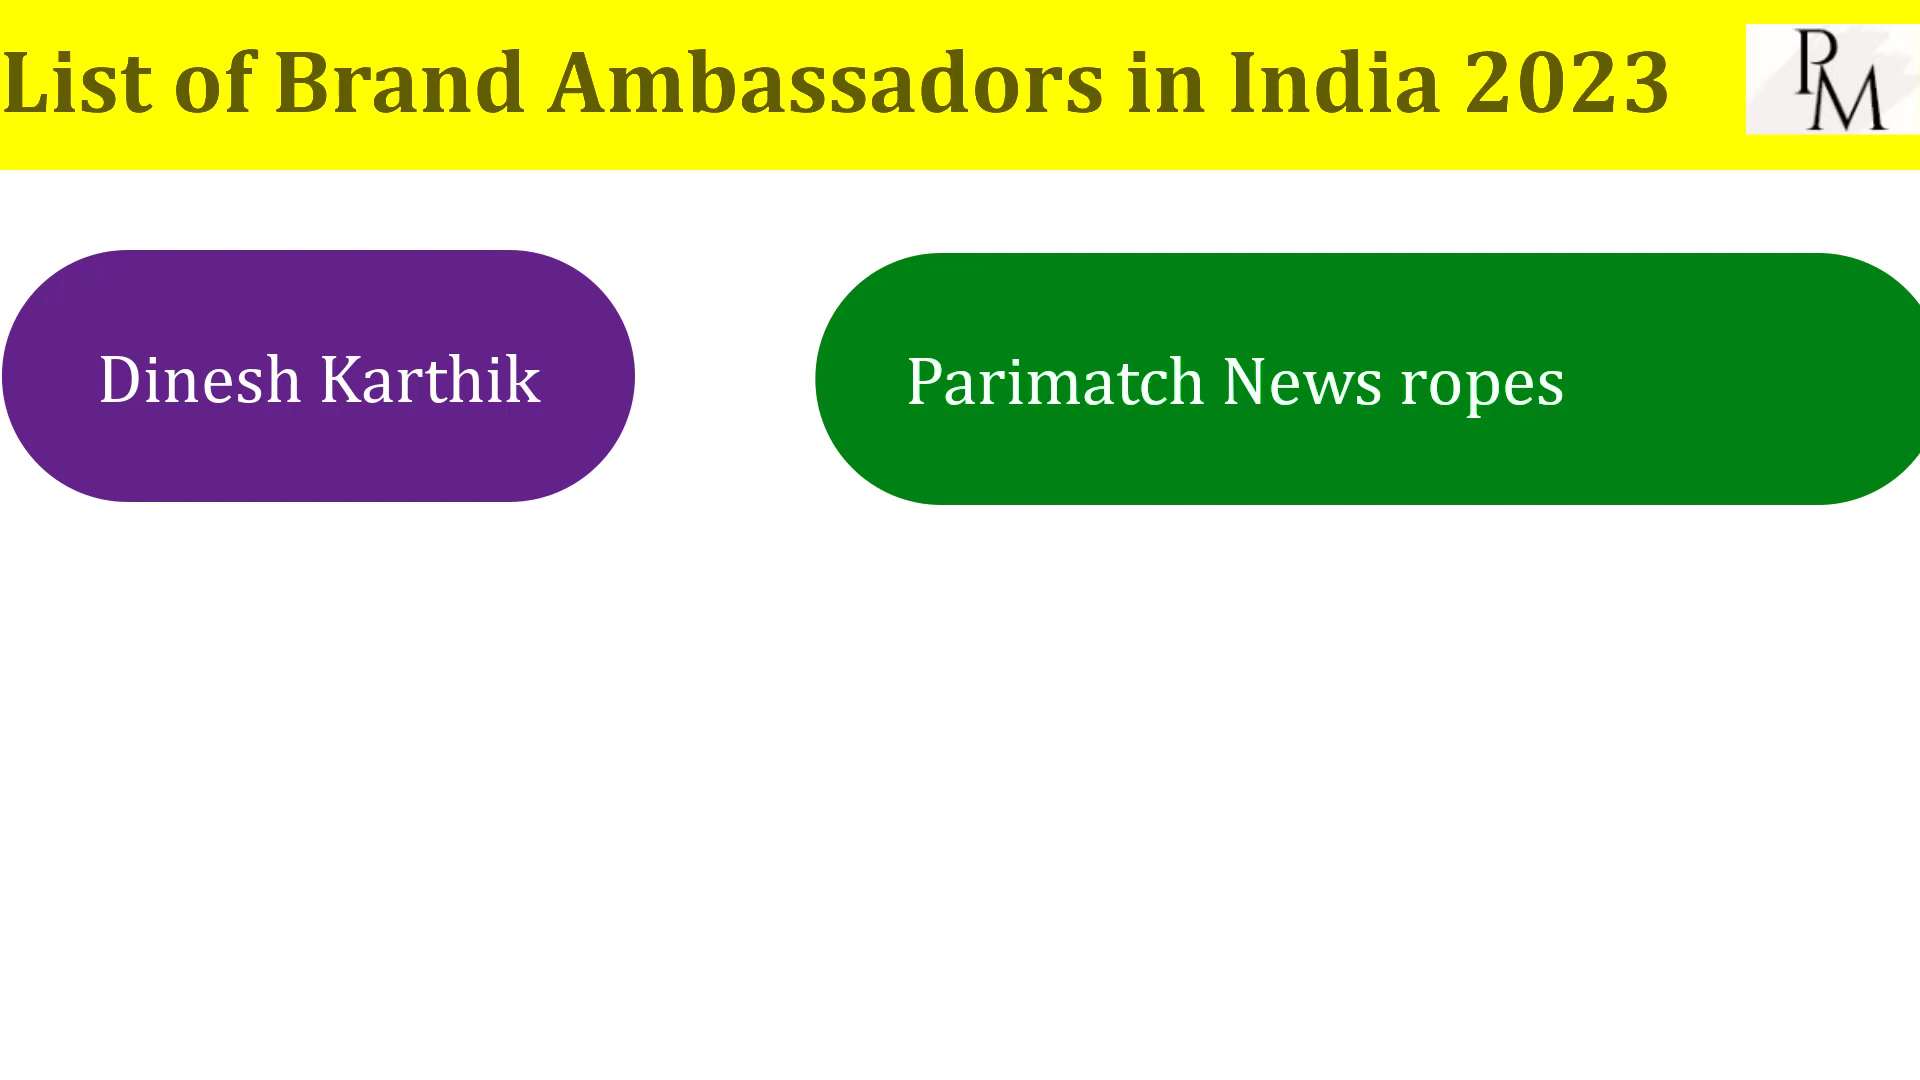 List of Brand Ambassadors in India 2023
PM
Dinesh Karthik
Parimatch News ropes